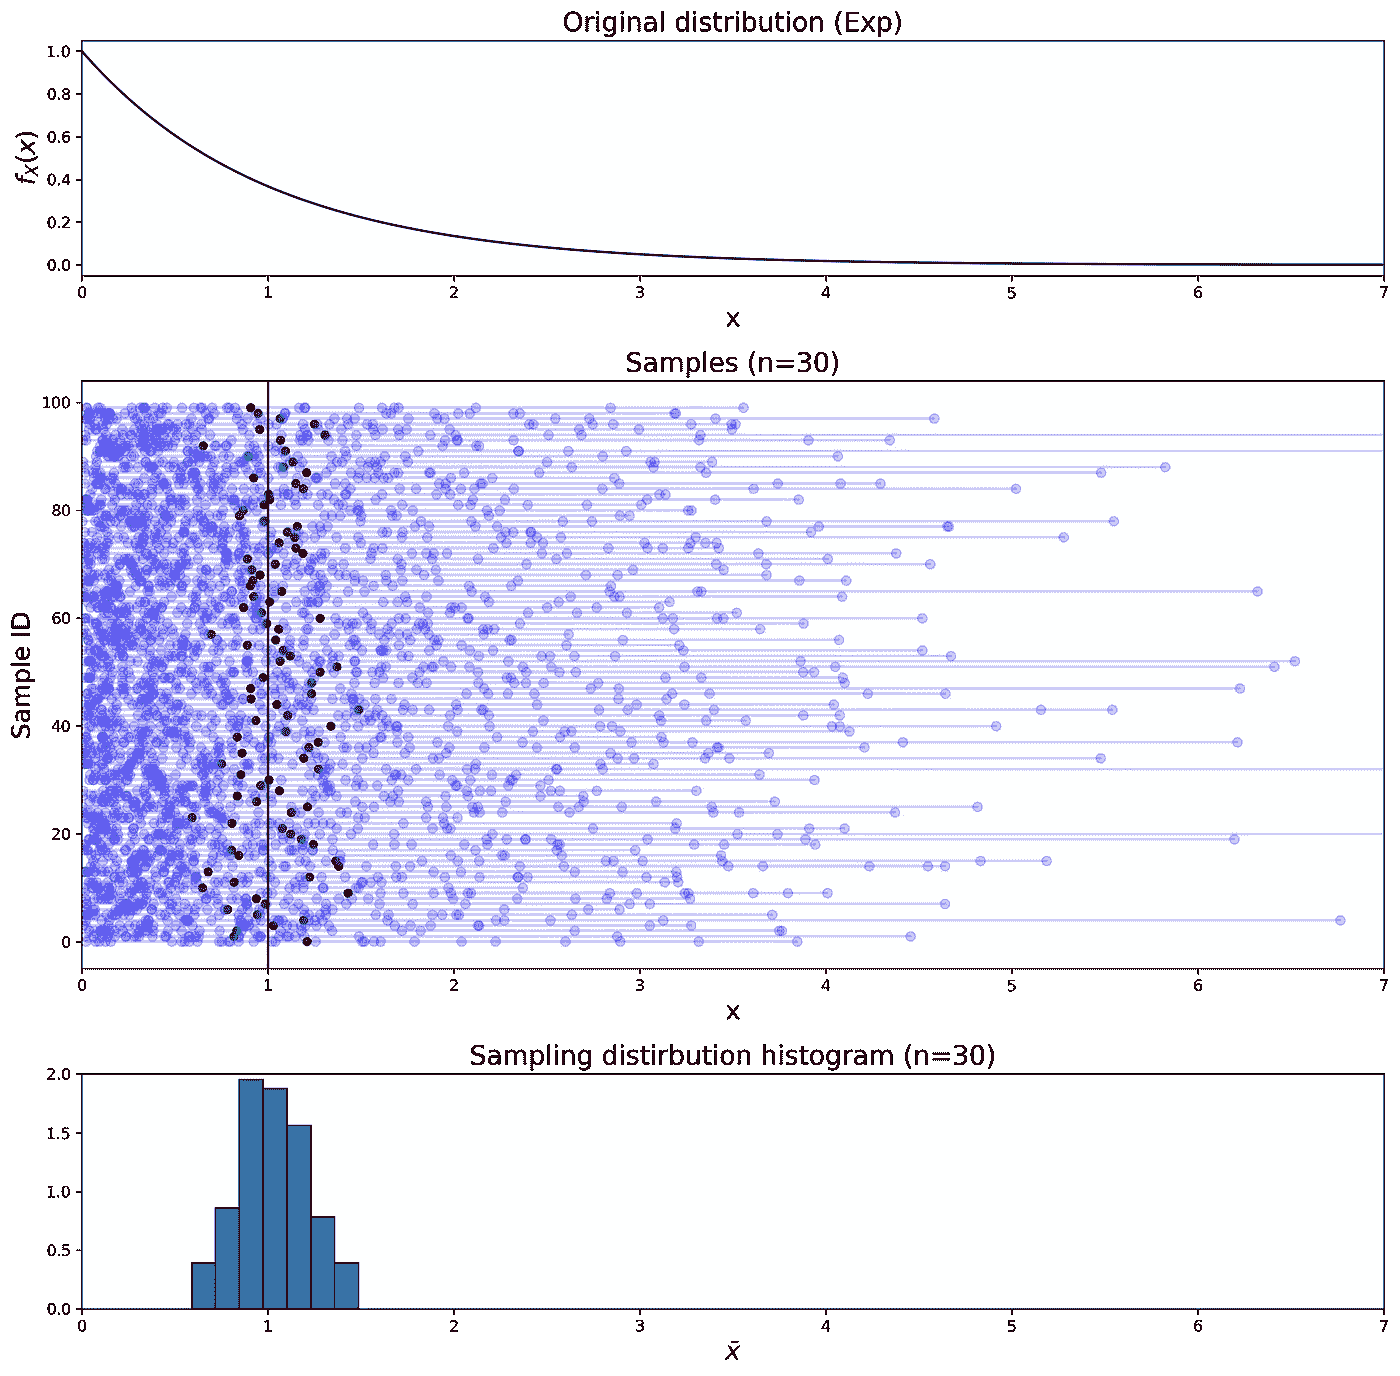 Original distribution (Exp)
1.0
0.8
0.6
0.4
0.2
0.0
f_X(x)
0 1 2 3 4 5 6 7
x
Samples (n=30)
100
80
60
40
20
0
Sample ID
0 1 2 3 4 5 6 7
x
Sampling distirbution histogram (n=30)
2.0
1.5
1.0
0.5
0.0
0 1 2 3 4 5 6 7
x̄